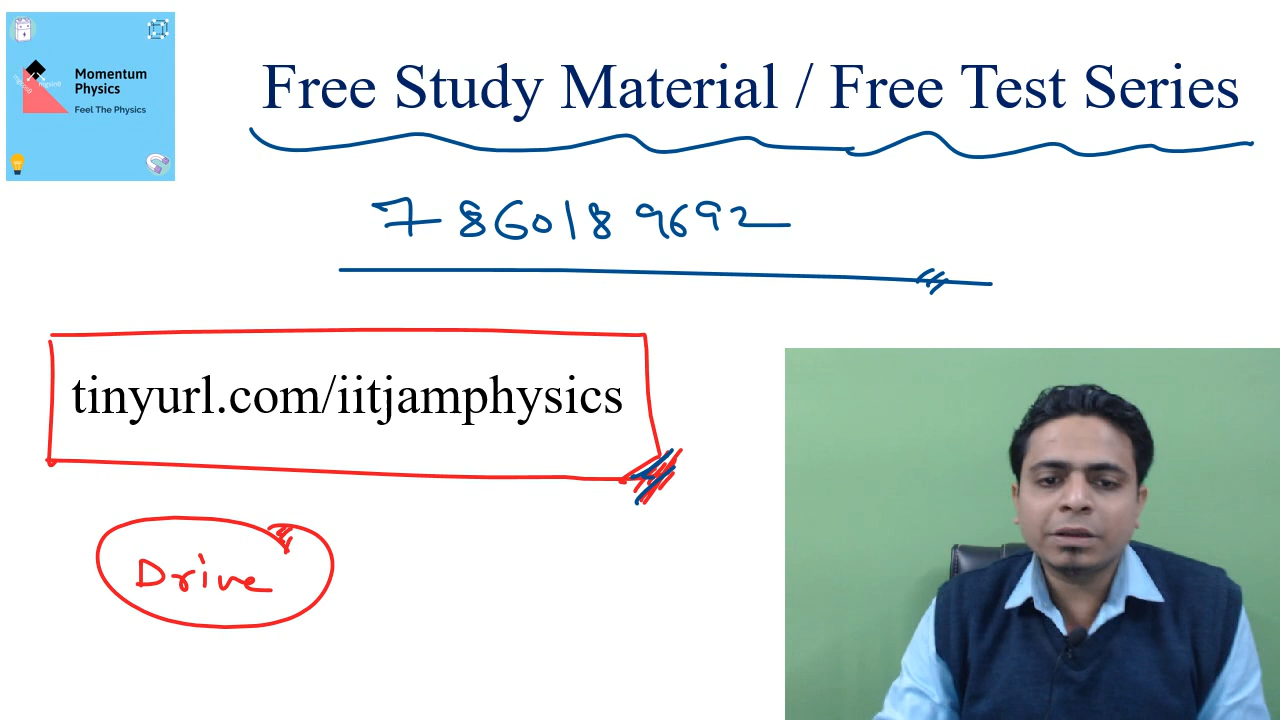 Momentum
Physics
Feel The Physics
Free Study Material / Free Test Series
7860189692
tinyurl.com/iitjamphysics
Drive